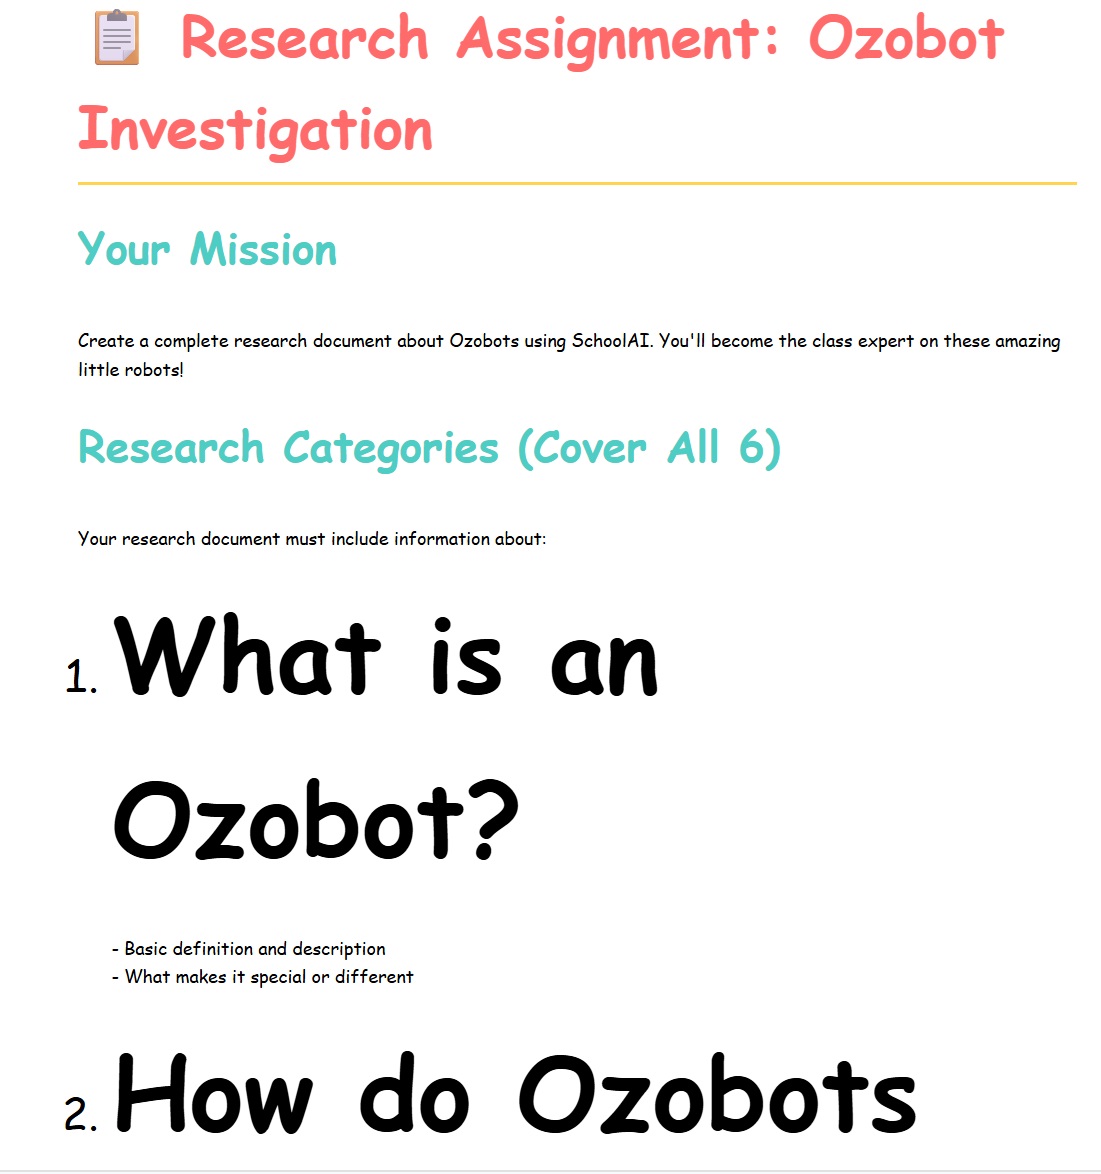 📋 Research Assignment: Ozobot
Investigation
Your Mission
Create a complete research document about Ozobots using SchoolAI. You'll become the class expert on these amazing
little robots!
Research Categories (Cover All 6)
Your research document must include information about:
1. What is an
Ozobot?
- Basic definition and description
- What makes it special or different
2. How do Ozobots